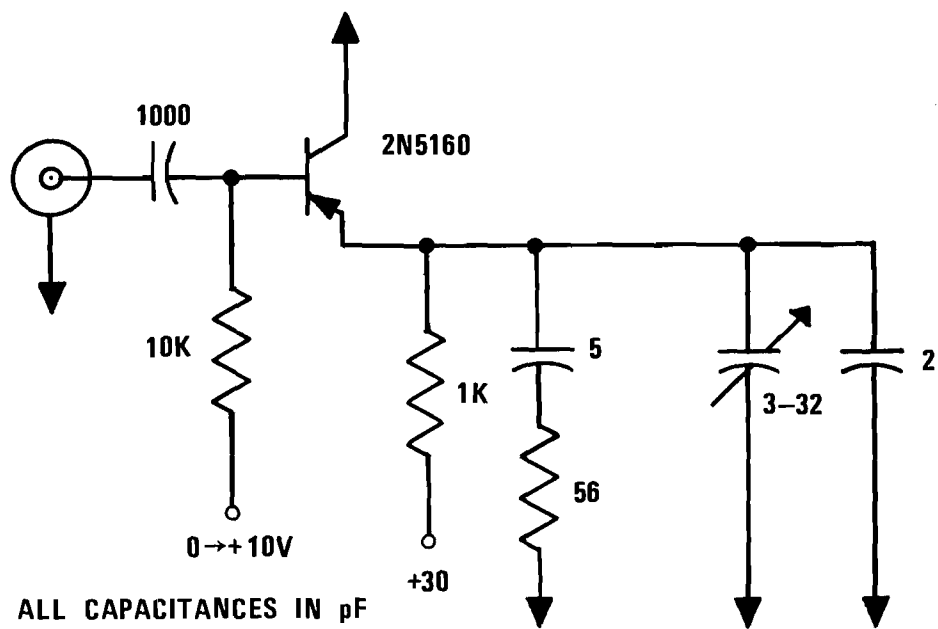 1000
2N5160
10K
1K
5
3–32
2
56
0→+10V
+30
ALL CAPACITANCES IN pF